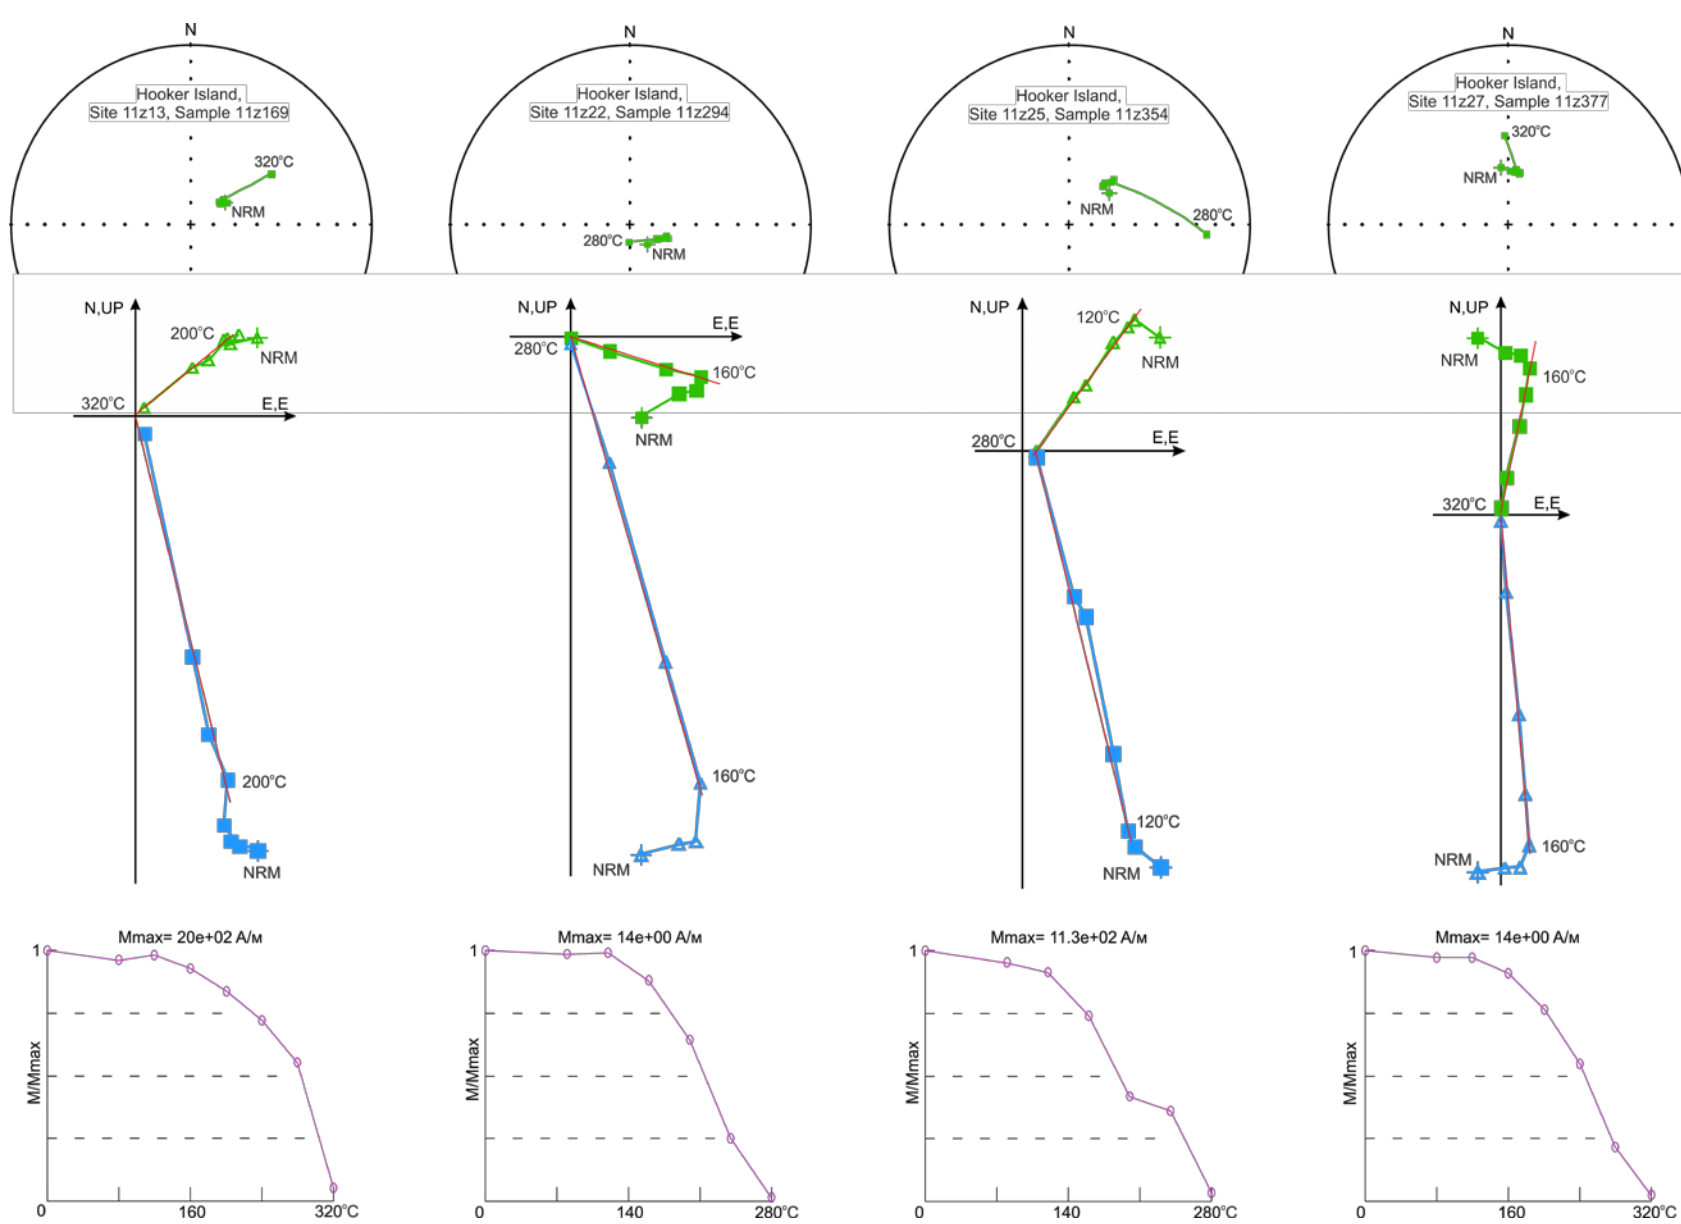 N
Hooker Island,
Site 11z13, Sample 11z169
320°C
NRM
N
Hooker Island,
Site 11z22, Sample 11z294
280°C
NRM
N
Hooker Island,
Site 11z25, Sample 11z354
NRM
280°C
N
Hooker Island,
Site 11z27, Sample 11z377
320°C
NRM
N,UP
200°C
NRM
320°C
E,E
200°C
NRM
N,UP
E,E
280°C
160°C
NRM
160°C
NRM
N,UP
120°C
NRM
280°C
E,E
120°C
NRM
N,UP
NRM
160°C
320°C
E,E
160°C
NRM
Mmax= 20e+02 А/м
1
M/Mmax
0
160
320°C
Mmax= 14e+00 А/м
1
M/Mmax
0
140
280°C
Mmax= 11.3e+02 А/м
1
M/Mmax
0
140
280°C
Mmax= 14e+00 А/м
1
M/Mmax
0
160
320°C